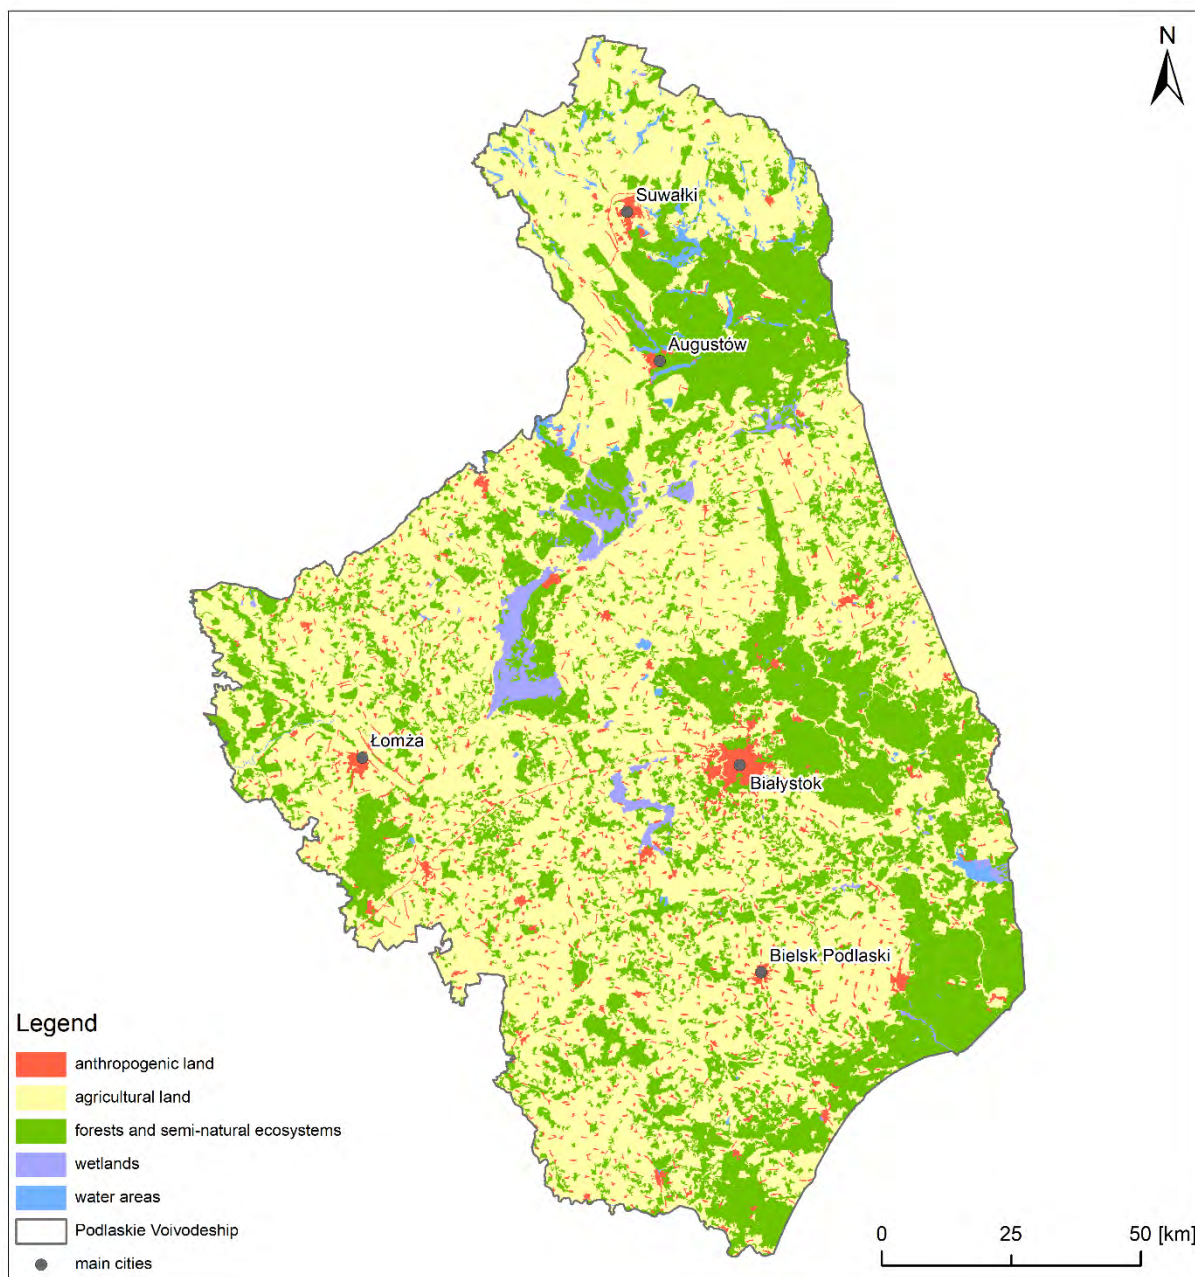 N
Suwałki
Augustów
Łomża
Białystok
Bielsk Podlaski
Legend
anthropogenic land
agricultural land
forests and semi-natural ecosystems
wetlands
water areas
Podlaskie Voivodeship
main cities
0 25 50 [km]